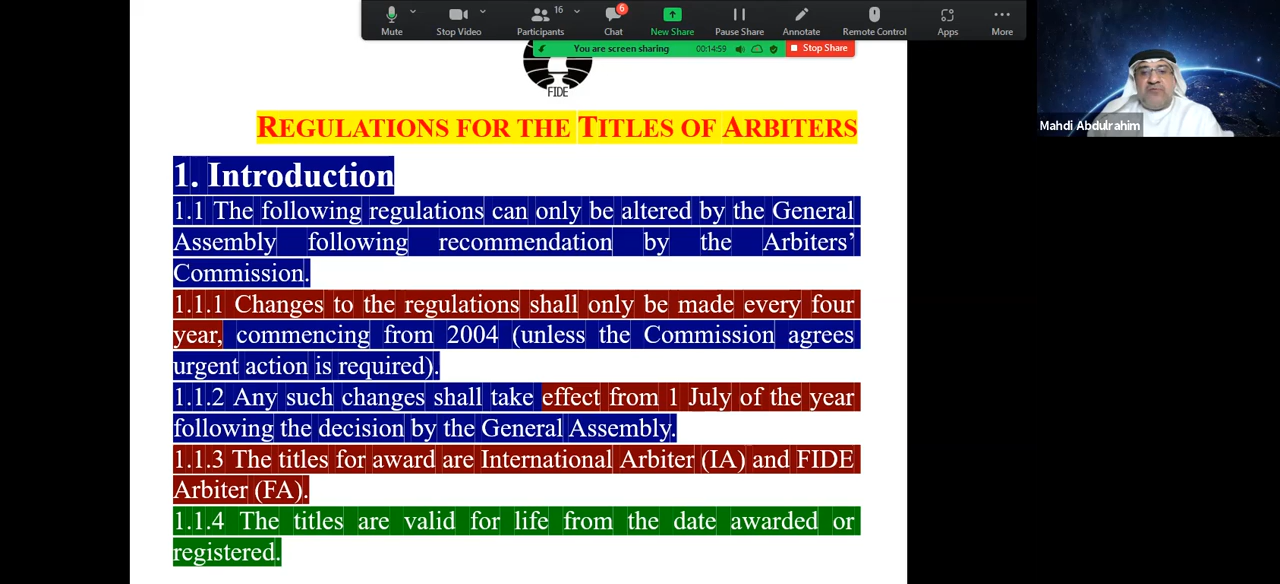 16
6
Mute
Stop Video
Participants
Chat
New Share
Pause Share
Annotate
Remote Control
Apps
More
You are screen sharing
00:14:59
Stop Share
FIDE
Mahdi Abdulrahim
REGULATIONS FOR THE TITLES OF ARBITERS
1. Introduction
1.1 The following regulations can only be altered by the General
Assembly following recommendation by the Arbiters’
Commission.
1.1.1 Changes to the regulations shall only be made every four
year, commencing from 2004 (unless the Commission agrees
urgent action is required).
1.1.2 Any such changes shall take effect from 1 July of the year
following the decision by the General Assembly.
1.1.3 The titles for award are International Arbiter (IA) and FIDE
Arbiter (FA).
1.1.4 The titles are valid for life from the date awarded or
registered.